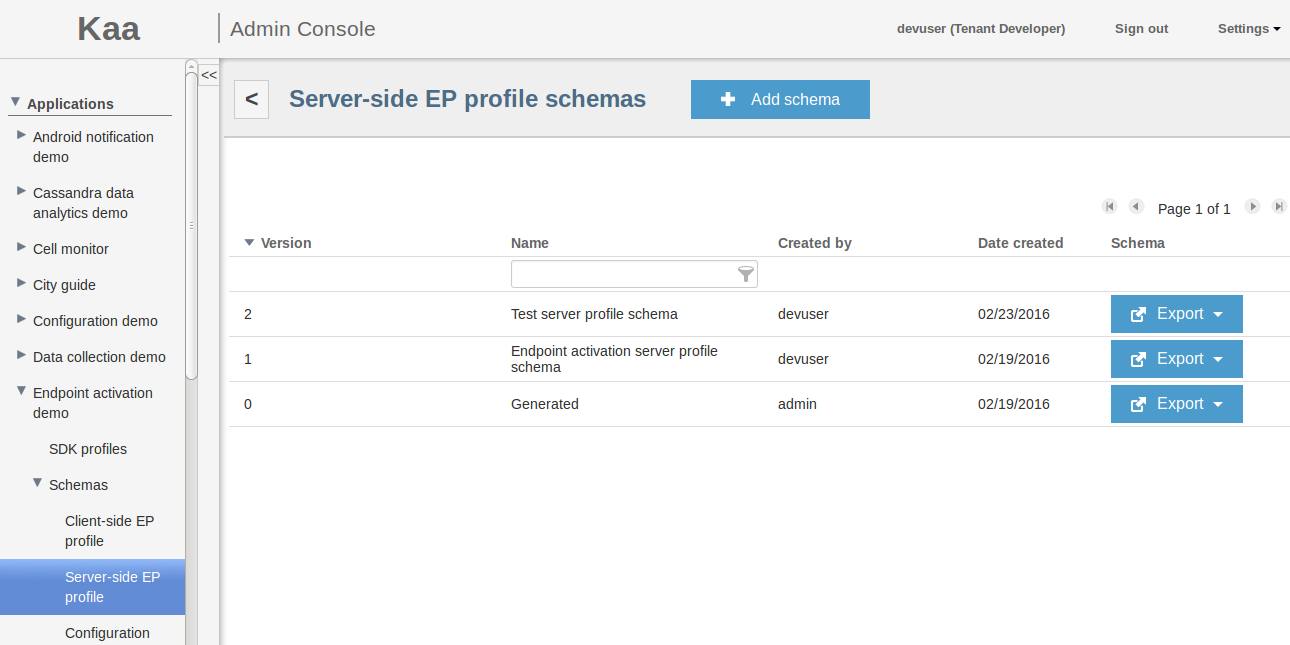 Kaa
Admin Console
devuser (Tenant Developer)
Sign out
Settings
<<
Applications
Android notification
demo
Cassandra data
analytics demo
Cell monitor
City guide
Configuration demo
Data collection demo
Endpoint activation
demo
SDK profiles
Schemas
Client-side EP
profile
Server-side EP
profile
Configuration
<
Server-side EP profile schemas
Add schema
Page 1 of 1
Version Name Created by Date created Schema
2 Test server profile schema devuser 02/23/2016 Export
1 Endpoint activation server profile devuser 02/19/2016 Export
schema
0 Generated admin 02/19/2016 Export